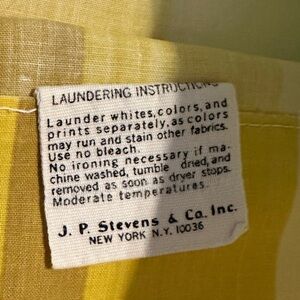 LAUNDERING INSTRUCTIONS
Launder whites, colors, and
prints separately, as colors
may run and stain other fabrics.
Use no bleach.
No ironing necessary if ma-
chine washed, tumble dried, and
removed as soon as dryer stops.
Moderate temperatures.
J. P. Stevens & Co. Inc.
NEW YORK N.Y. 10036